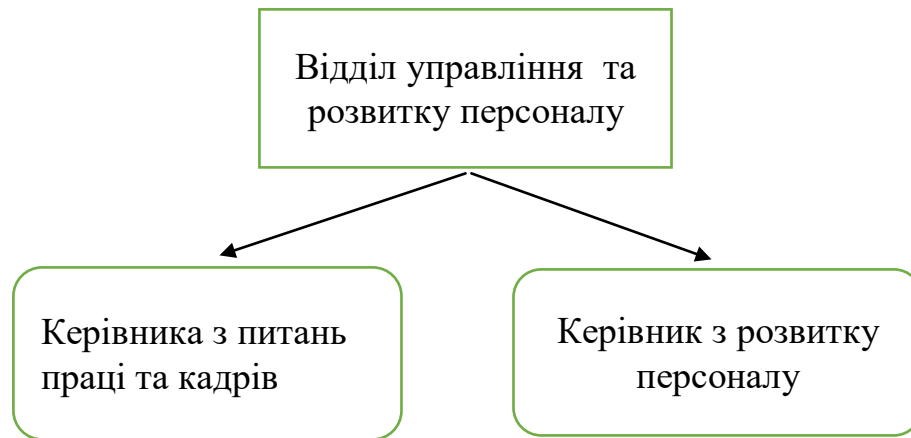 Відділ управління та
розвитку персоналу
Керівника з питань
праці та кадрів
Керівник з розвитку
персоналу